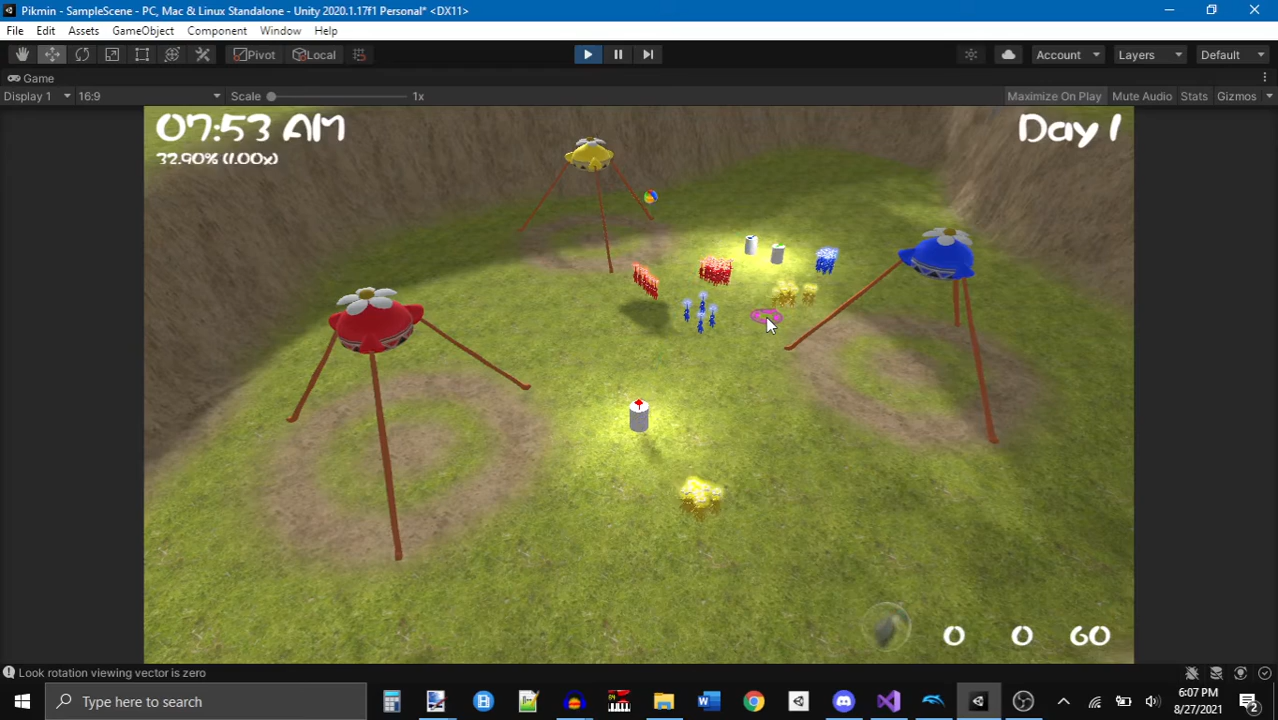 Pikmin - SampleScene - PC, Mac & Linux Standalone - Unity 2020.1.17f1 Personal* <DX11>
File Edit Assets GameObject Component Window Help
Pivot Local Account Layers Default
Game
Display 1 16:9 Scale 1x Maximize On Play Mute Audio Stats Gizmos
07:53 AM Day 1
32.90% (1.00x)
0 0 60
Look rotation viewing vector is zero
Type here to search
6:07 PM
8/27/2021
2